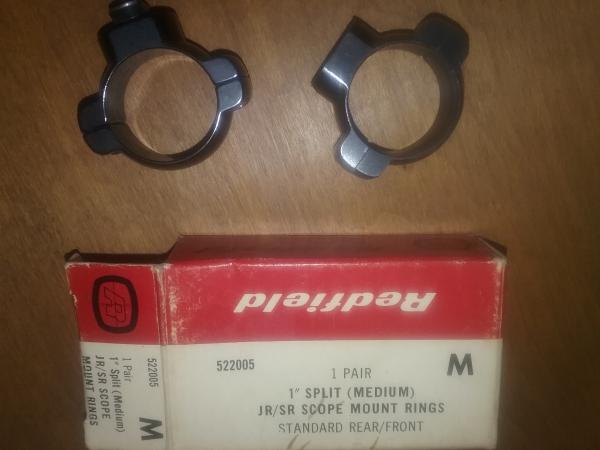 Redfield
522005
1 PAIR
M
1" SPLIT (MEDIUM)
JR/SR SCOPE MOUNT RINGS
STANDARD REAR/FRONT
522005
1 Pair
1" Split (Medium)
JR/SR SCOPE
MOUNT RINGS
M